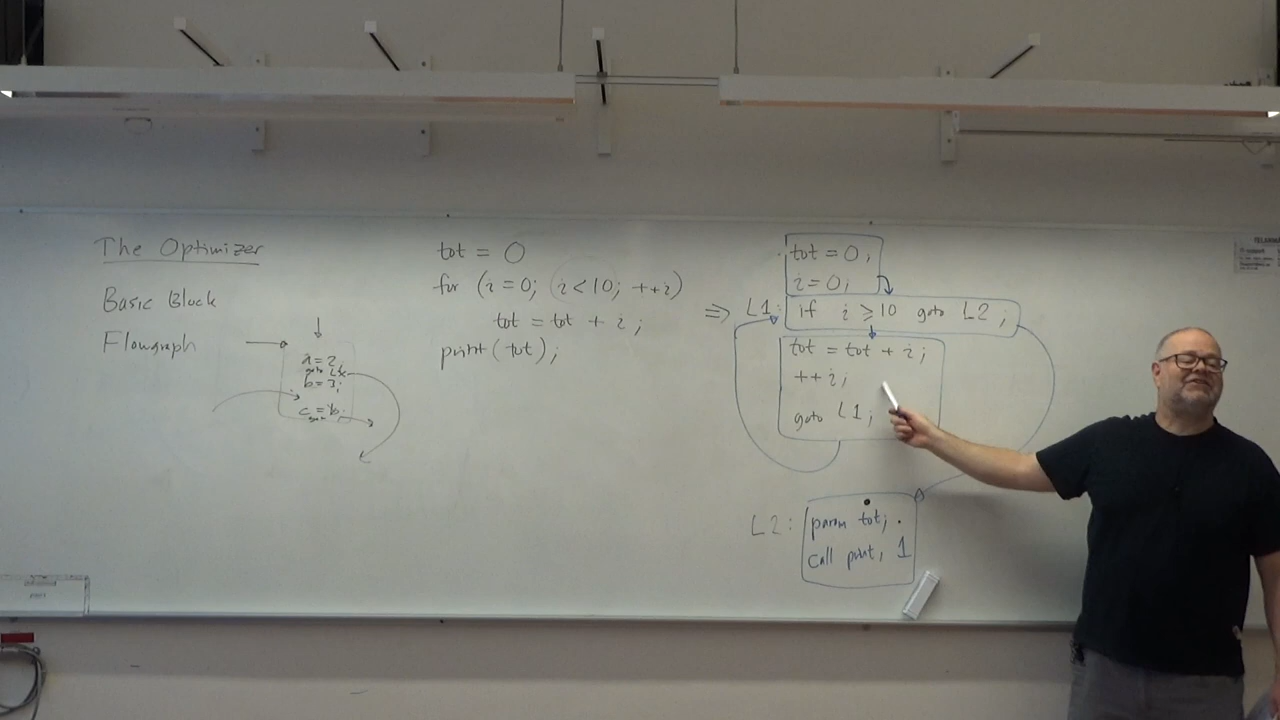 The Optimizer
Basic Block
Flowgraph
a = 2;
b = 3;
tot = 0
for (i = 0; i < 10; ++i)
tot = tot + i;
print(tot);
⇒
tot = 0;
i = 0;
L1: if i ≥ 10 goto L2;
tot = tot + i;
++i;
goto L1;
L2: param tot;
call print, 1